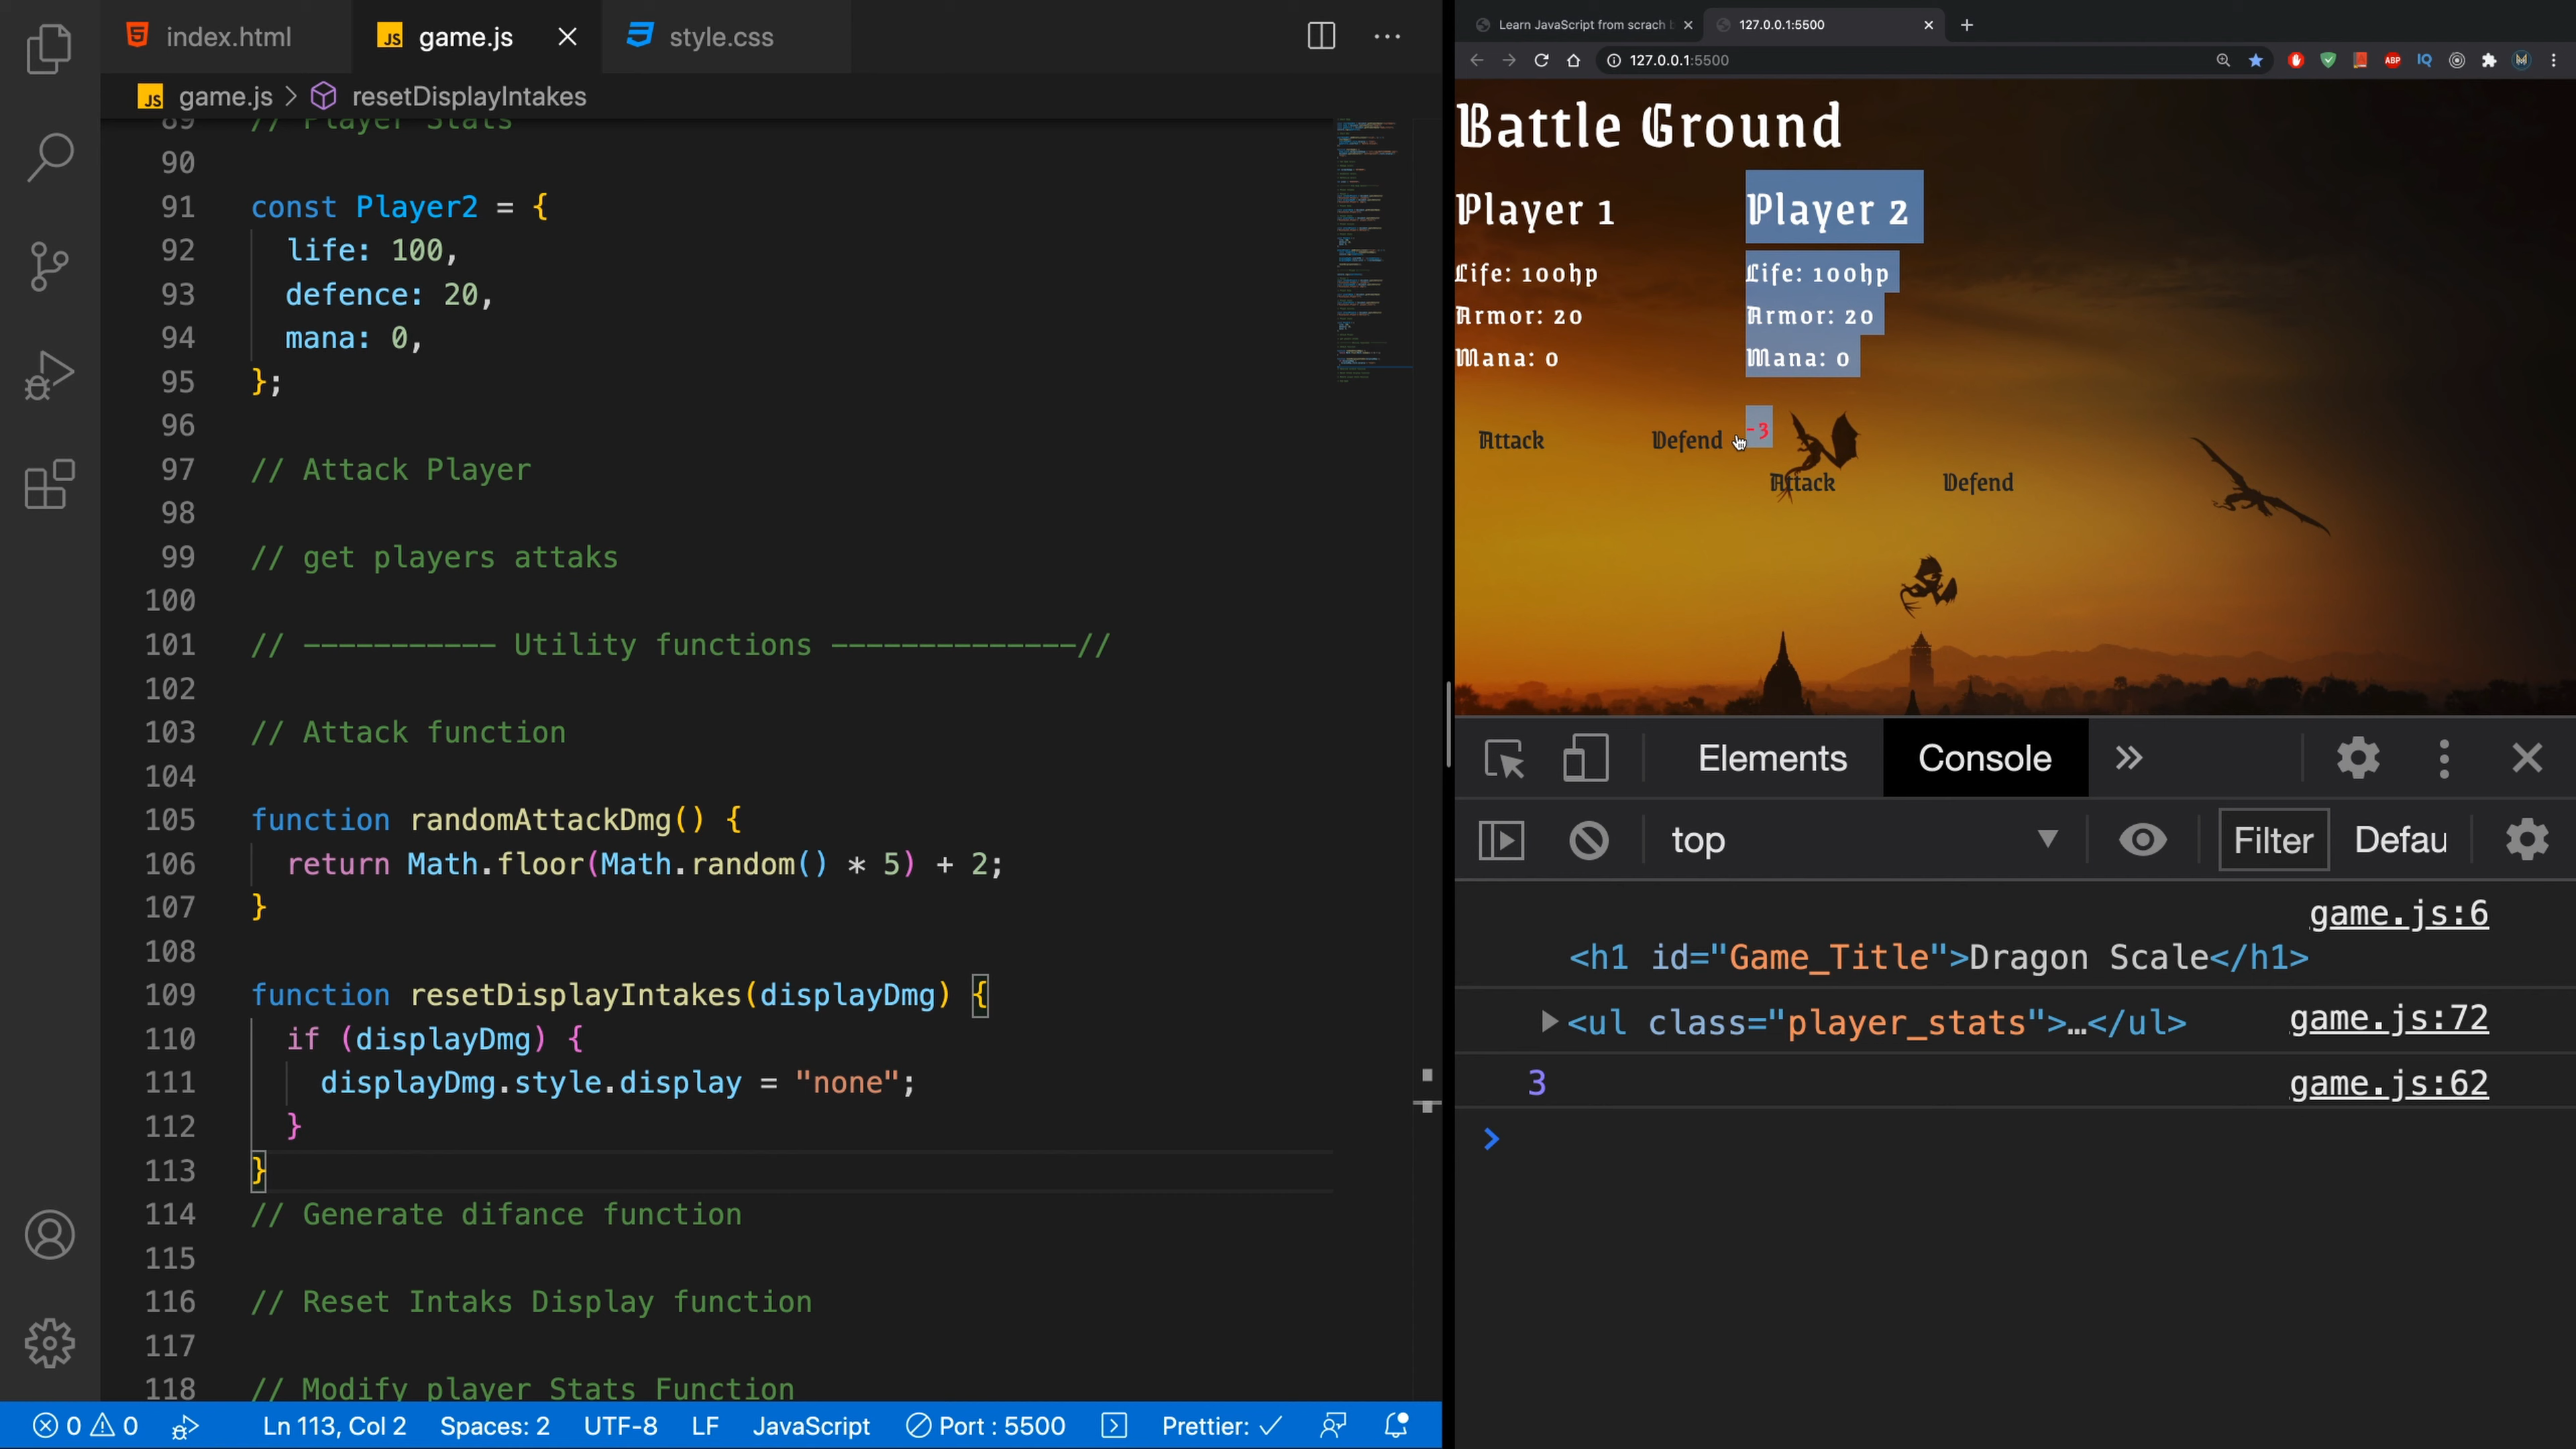 index.html
game.js
style.css
game.js > resetDisplayIntakes
89 // Player Stats
90
91 const Player2 = {
92 life: 100,
93 defence: 20,
94 mana: 0,
95 };
96
97 // Attack Player
98
99 // get players attaks
100
101 // ----------- Utility functions --------------//
102
103 // Attack function
104
105 function randomAttackDmg() {
106 return Math.floor(Math.random() * 5) + 2;
107 }
108
109 function resetDisplayIntakes(displayDmg) {
110 if (displayDmg) {
111 displayDmg.style.display = "none";
112 }
113 }
114 // Generate difance function
115
116 // Reset Intaks Display function
117
118 // Modify player Stats Function
0 0 Ln 113, Col 2 Spaces: 2 UTF-8 LF JavaScript Port : 5500 Prettier: ✓
Learn JavaScript from scrach
127.0.0.1:5500
127.0.0.1:5500
ABP
IQ
Battle Ground
Player 1 Player 2
Life: 100hp Life: 100hp
Armor: 20 Armor: 20
Mana: 0 Mana: 0
-3
Attack Defend
Attack Defend
Elements Console »
top Filter Defau
game.js:6
<h1 id="Game_Title">Dragon Scale</h1>
<ul class="player_stats">…</ul> game.js:72
3 game.js:62
>